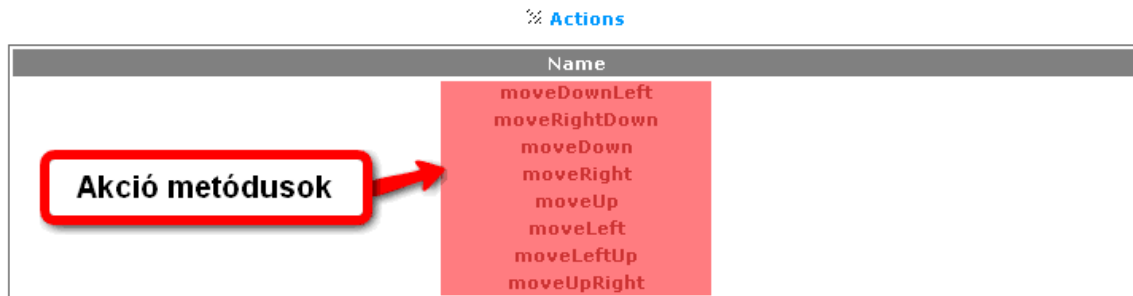 Actions
Name
moveDownLeft
moveRightDown
moveDown
Akció metódusok
moveRight
moveUp
moveLeft
moveLeftUp
moveUpRight